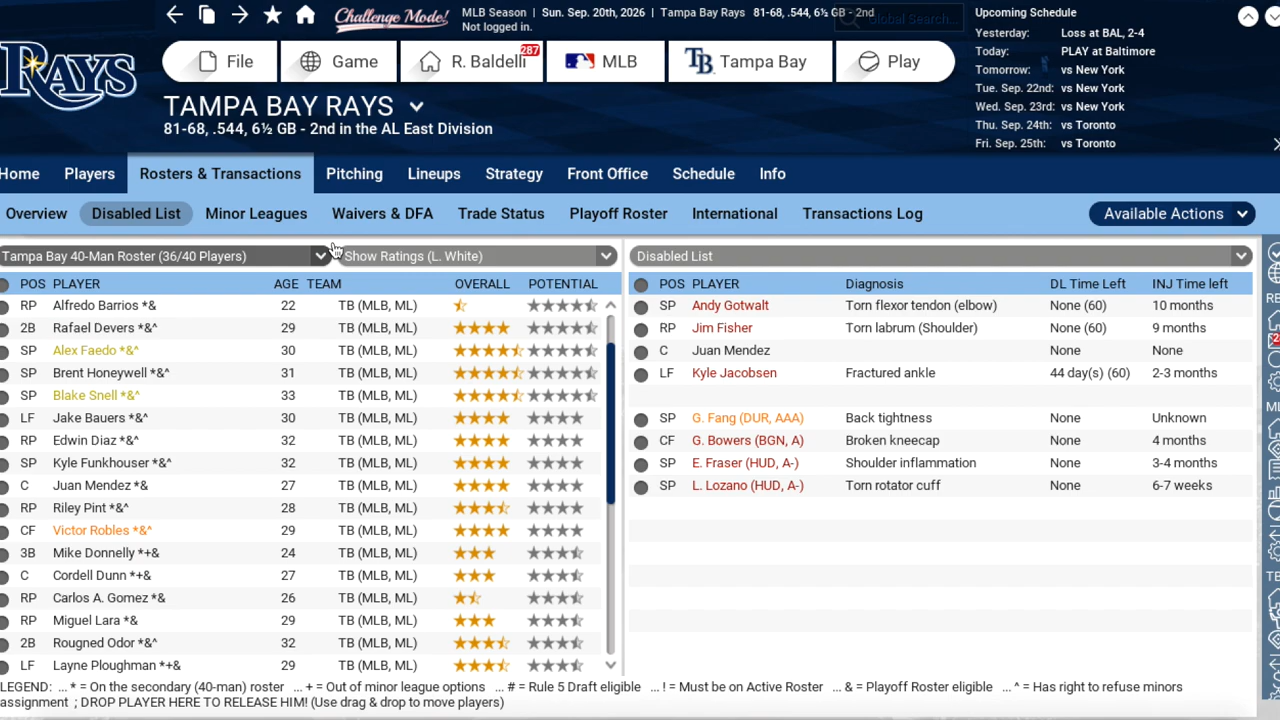 Challenge Mode!
MLB Season | Sun. Sep. 20th, 2026 | Tampa Bay Rays 81-68, .544, 6½ GB - 2nd
Not logged in.
Global Search...
Upcoming Schedule
Yesterday: Loss at BAL, 2-4
Today: PLAY at Baltimore
Tomorrow: vs New York
Tue. Sep. 22nd: vs New York
Wed. Sep. 23rd: vs New York
Thu. Sep. 24th: vs Toronto
Fri. Sep. 25th: vs Toronto
RAYS
File Game R. Baldelli 287 MLB TB Tampa Bay Play
TAMPA BAY RAYS
81-68, .544, 6½ GB - 2nd in the AL East Division
Home Players Rosters & Transactions Pitching Lineups Strategy Front Office Schedule Info
Overview Disabled List Minor Leagues Waivers & DFA Trade Status Playoff Roster International Transactions Log Available Actions
Tampa Bay 40-Man Roster (36/40 Players) Show Ratings (L. White) Disabled List
POS PLAYER AGE TEAM OVERALL POTENTIAL
RP Alfredo Barrios *& 22 TB (MLB, ML)
2B Rafael Devers *&^ 29 TB (MLB, ML)
SP Alex Faedo *&^ 30 TB (MLB, ML)
SP Brent Honeywell *&^ 31 TB (MLB, ML)
SP Blake Snell *&^ 33 TB (MLB, ML)
LF Jake Bauers *&^ 30 TB (MLB, ML)
RP Edwin Diaz *&^ 32 TB (MLB, ML)
SP Kyle Funkhouser *&^ 32 TB (MLB, ML)
C Juan Mendez *& 27 TB (MLB, ML)
RP Riley Pint *&^ 28 TB (MLB, ML)
CF Victor Robles *&^ 29 TB (MLB, ML)
3B Mike Donnelly *+& 24 TB (MLB, ML)
C Cordell Dunn *+& 27 TB (MLB, ML)
RP Carlos A. Gomez *& 26 TB (MLB, ML)
RP Miguel Lara *& 29 TB (MLB, ML)
2B Rougned Odor *&^ 32 TB (MLB, ML)
LF Layne Ploughman *+& 29 TB (MLB, ML)
POS PLAYER Diagnosis DL Time Left INJ Time left
SP Andy Gotwalt Torn flexor tendon (elbow) None (60) 10 months
RP Jim Fisher Torn labrum (Shoulder) None (60) 9 months
C Juan Mendez None None
LF Kyle Jacobsen Fractured ankle 44 day(s) (60) 2-3 months
SP G. Fang (DUR, AAA) Back tightness None Unknown
CF G. Bowers (BGN, A) Broken kneecap None 4 months
SP E. Fraser (HUD, A-) Shoulder inflammation None 3-4 months
SP L. Lozano (HUD, A-) Torn rotator cuff None 6-7 weeks
LEGEND: ... * = On the secondary (40-man) roster ... + = Out of minor league options ... # = Rule 5 Draft eligible ... ! = Must be on Active Roster ... & = Playoff Roster eligible ... ^ = Has right to refuse minors
assignment ; DROP PLAYER HERE TO RELEASE HIM! (Use drag & drop to move players)